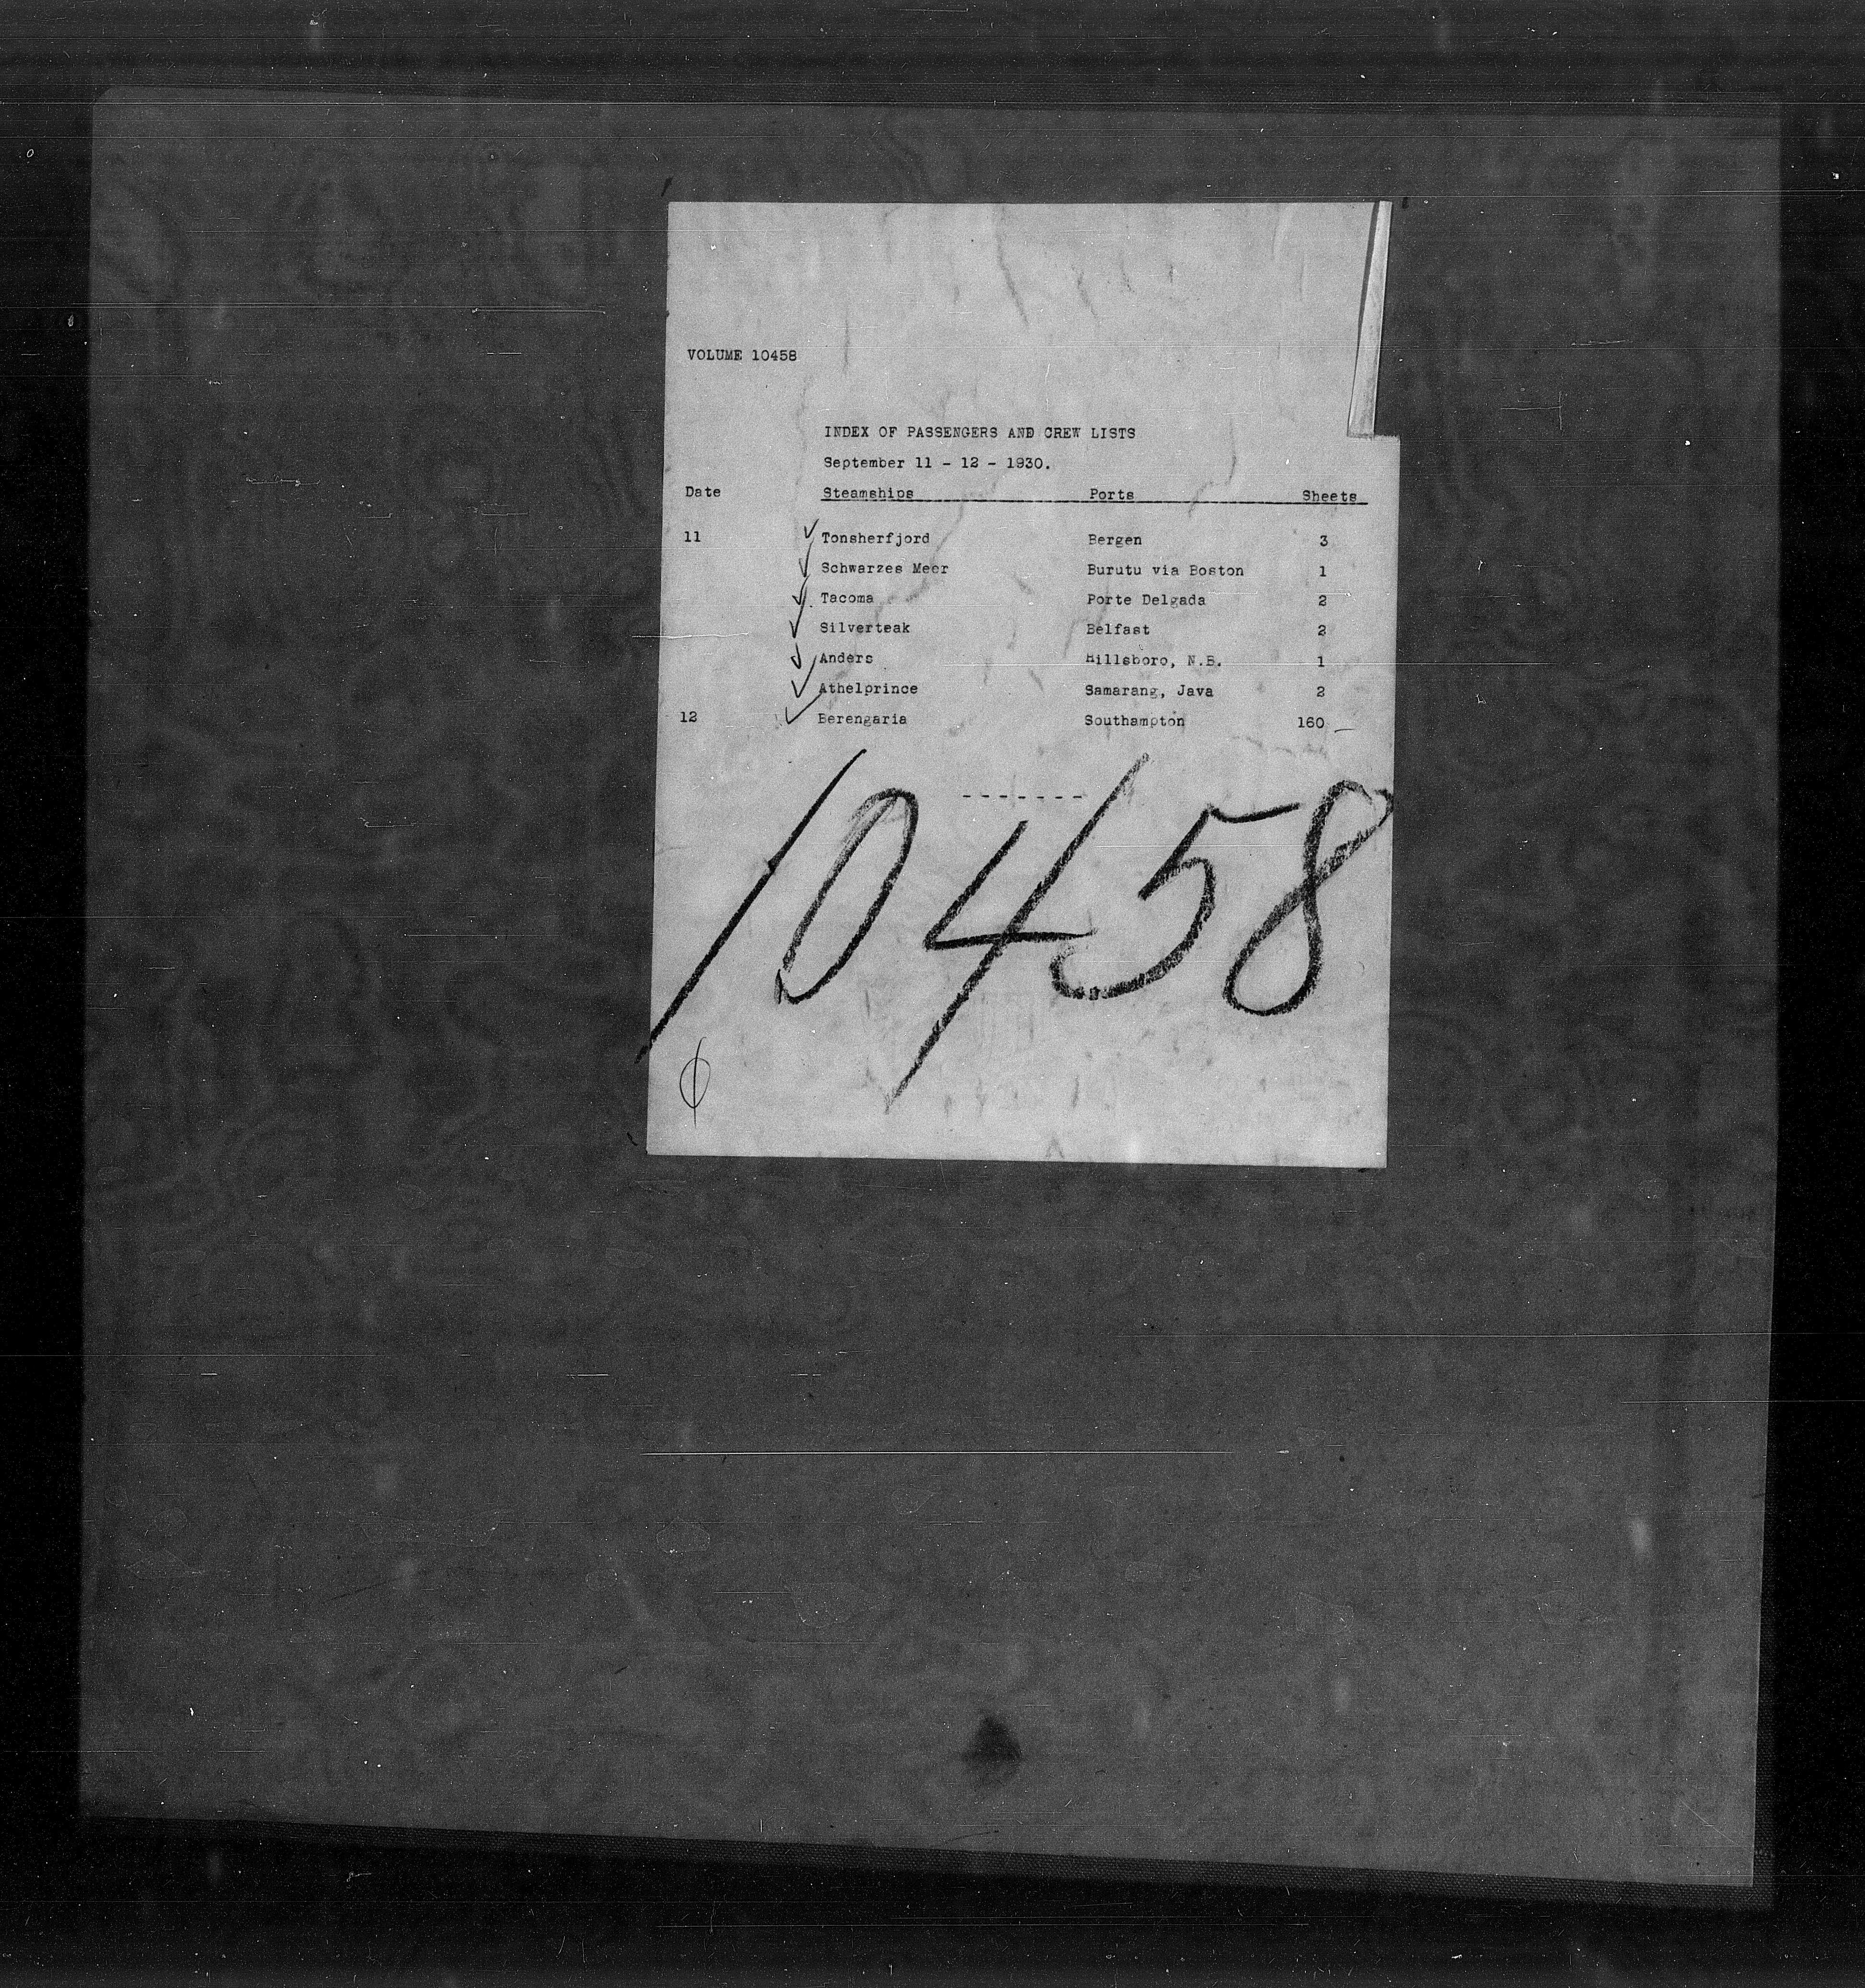 VOLUME 10458
INDEX OF PASSENGERS AND CREW LISTS
September 11 - 12 - 1930.
Date Steamships Ports Sheets
11 ✓ Tonsherfjord Bergen 3
✓ Schwarzes Meer Burutu via Boston 1
✓ Tacoma Porte Delgada 2
✓ Silverteak Belfast 2
✓ Anders Hillsboro, N.B. 1
✓ Athelprince Samarang, Java 2
12 ✓ Berengaria Southampton 160
- - - - - - -
10458